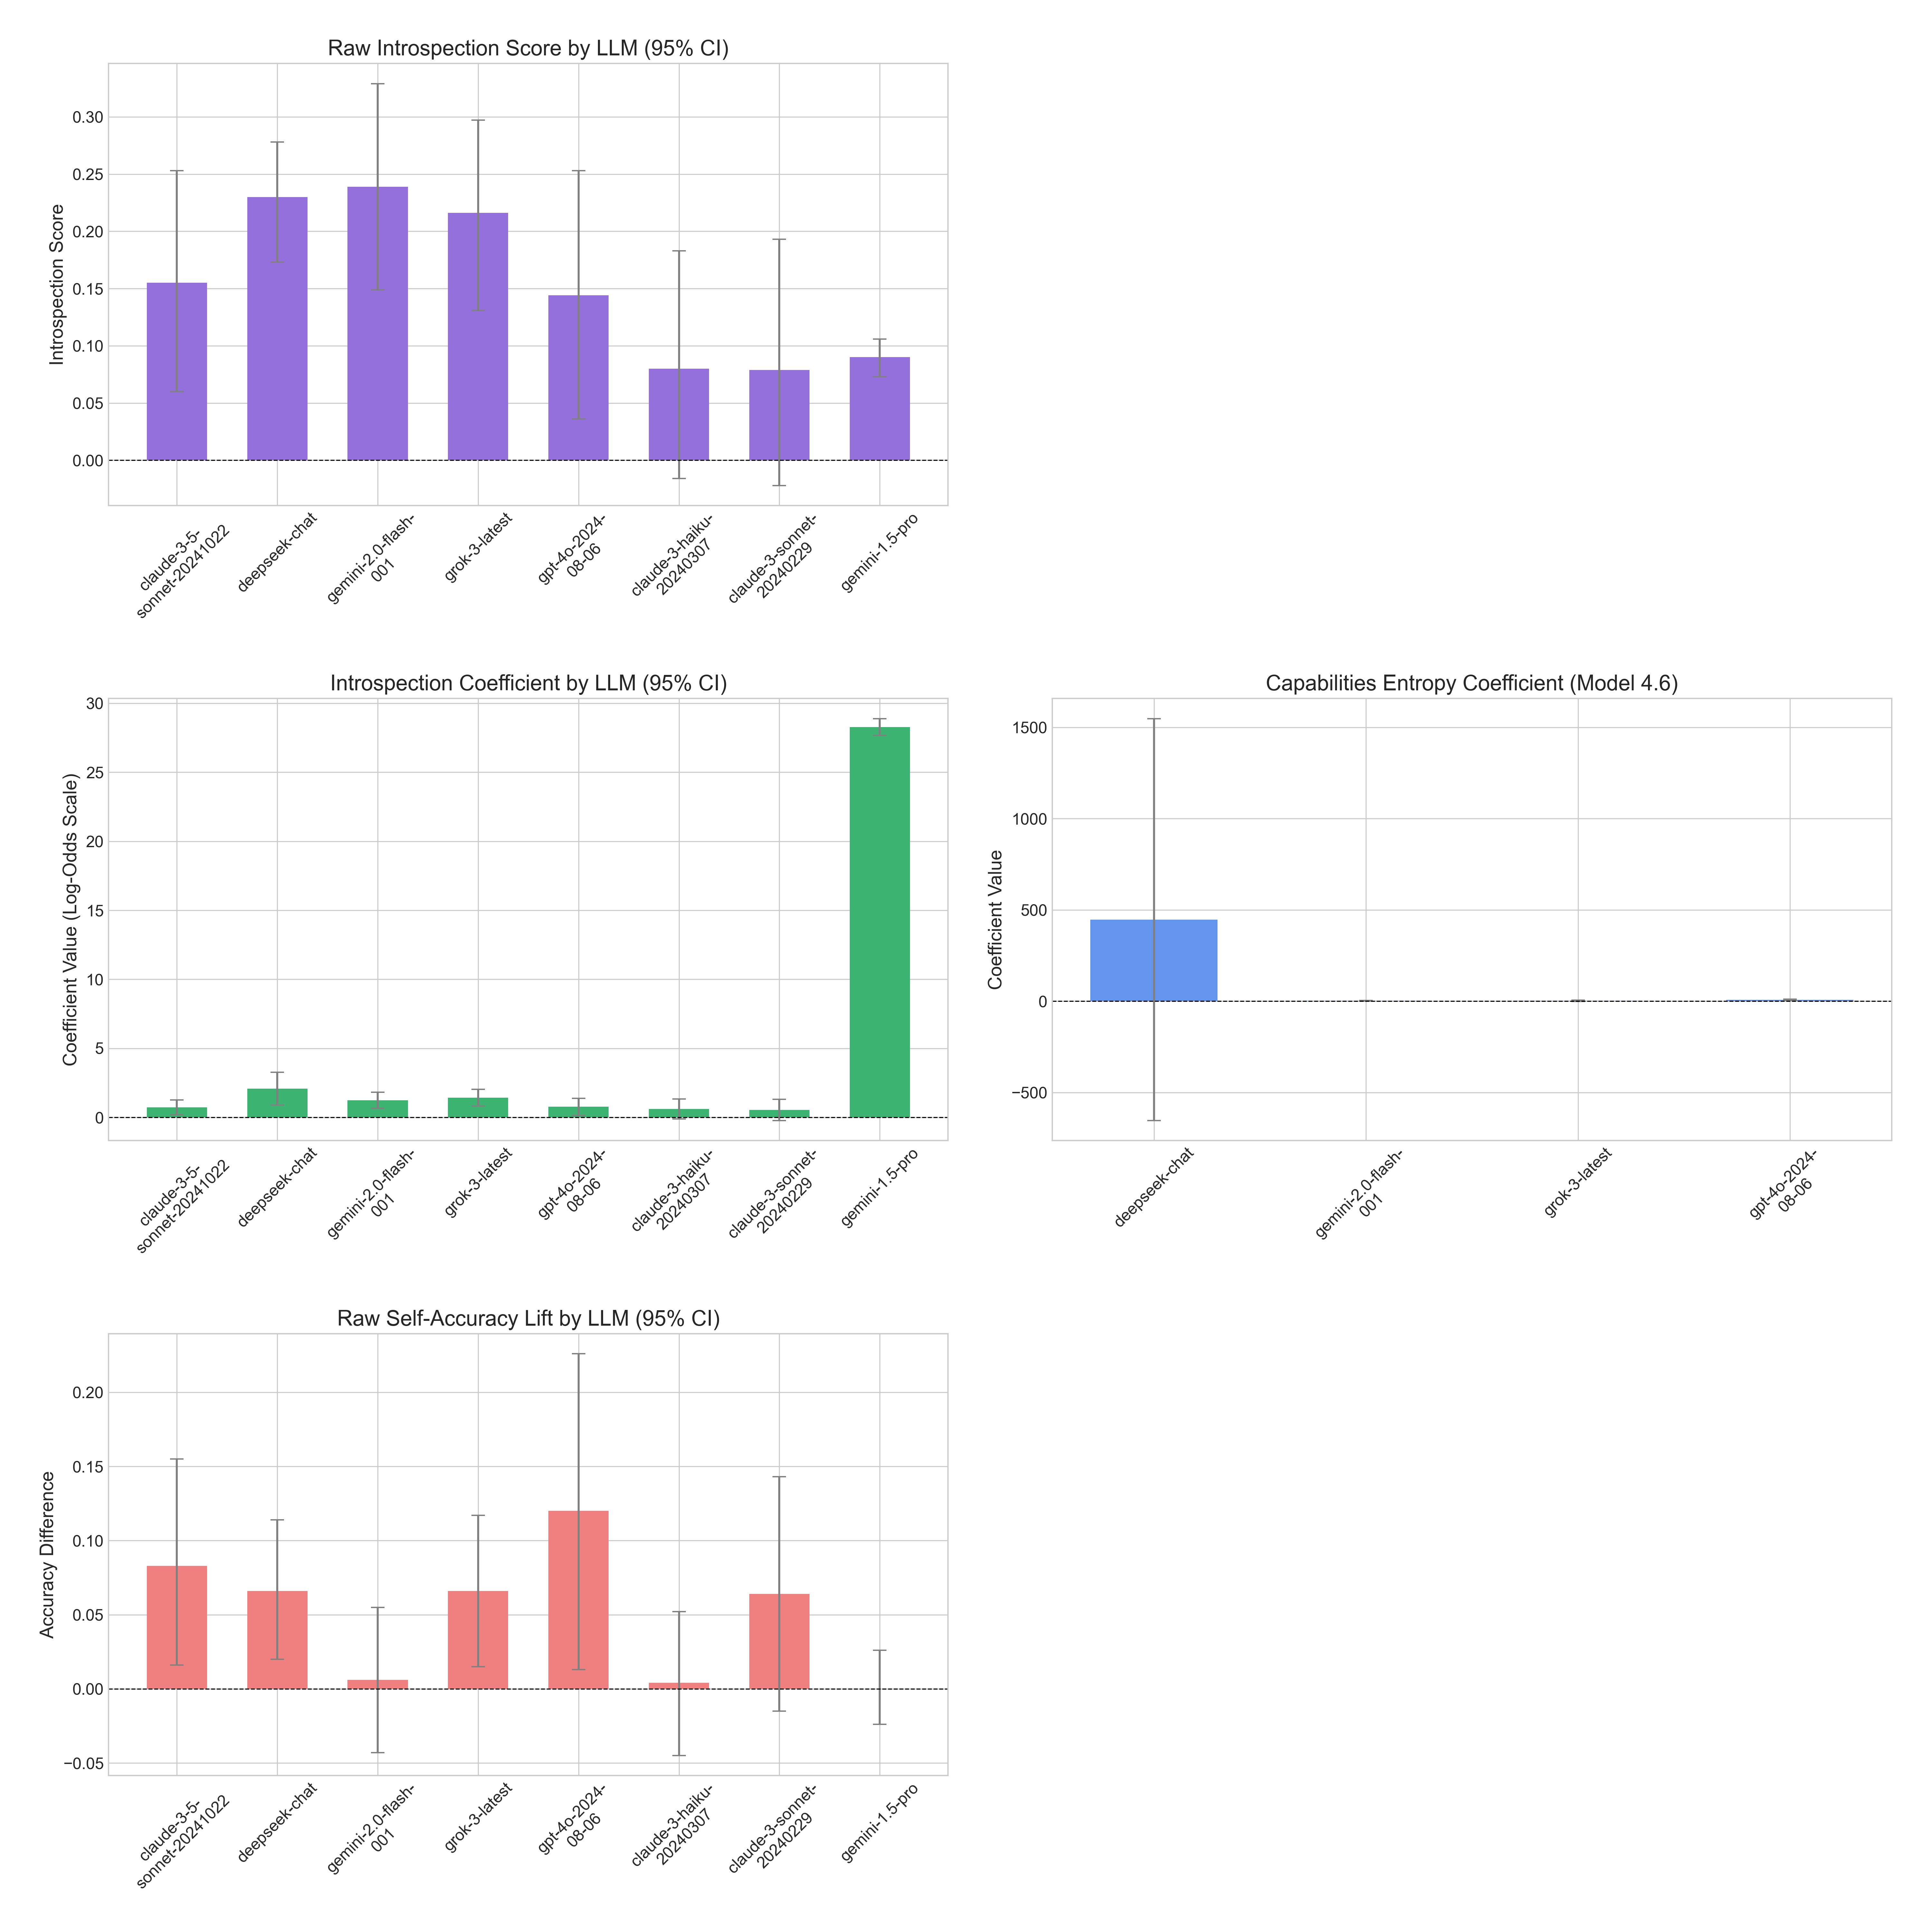 Raw Introspection Score by LLM (95% CI)
Introspection Score
0.30
0.25
0.20
0.15
0.10
0.05
0.00
claude-3-5-
sonnet-20241022
deepseek-chat
gemini-2.0-flash-
001
grok-3-latest
gpt-4o-2024-
08-06
claude-3-haiku-
20240307
claude-3-sonnet-
20240229
gemini-1.5-pro
Introspection Coefficient by LLM (95% CI)
Coefficient Value (Log-Odds Scale)
30
25
20
15
10
5
0
claude-3-5-
sonnet-20241022
deepseek-chat
gemini-2.0-flash-
001
grok-3-latest
gpt-4o-2024-
08-06
claude-3-haiku-
20240307
claude-3-sonnet-
20240229
gemini-1.5-pro
Capabilities Entropy Coefficient (Model 4.6)
Coefficient Value
1500
1000
500
0
−500
deepseek-chat
gemini-2.0-flash-
001
grok-3-latest
gpt-4o-2024-
08-06
Raw Self-Accuracy Lift by LLM (95% CI)
Accuracy Difference
0.20
0.15
0.10
0.05
0.00
−0.05
claude-3-5-
sonnet-20241022
deepseek-chat
gemini-2.0-flash-
001
grok-3-latest
gpt-4o-2024-
08-06
claude-3-haiku-
20240307
claude-3-sonnet-
20240229
gemini-1.5-pro